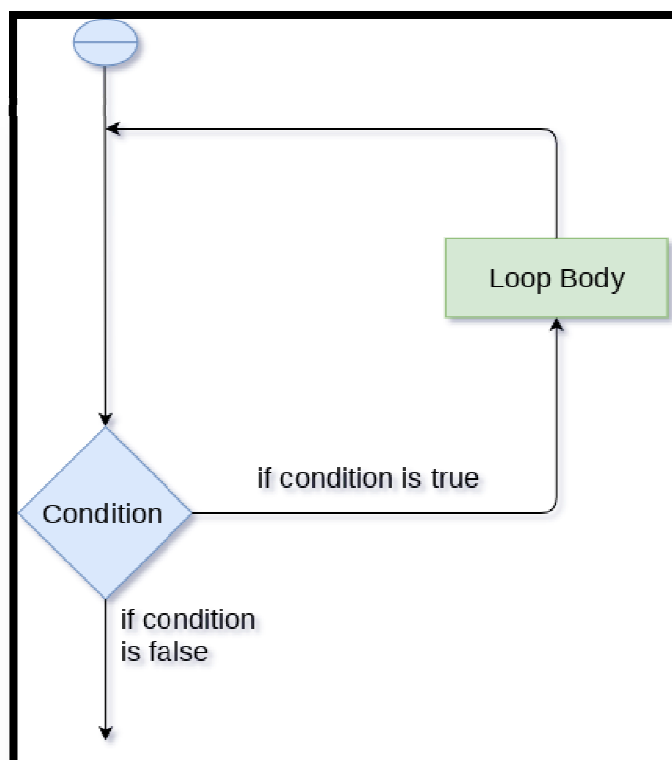 Loop Body
if condition is true
Condition
if condition
is false